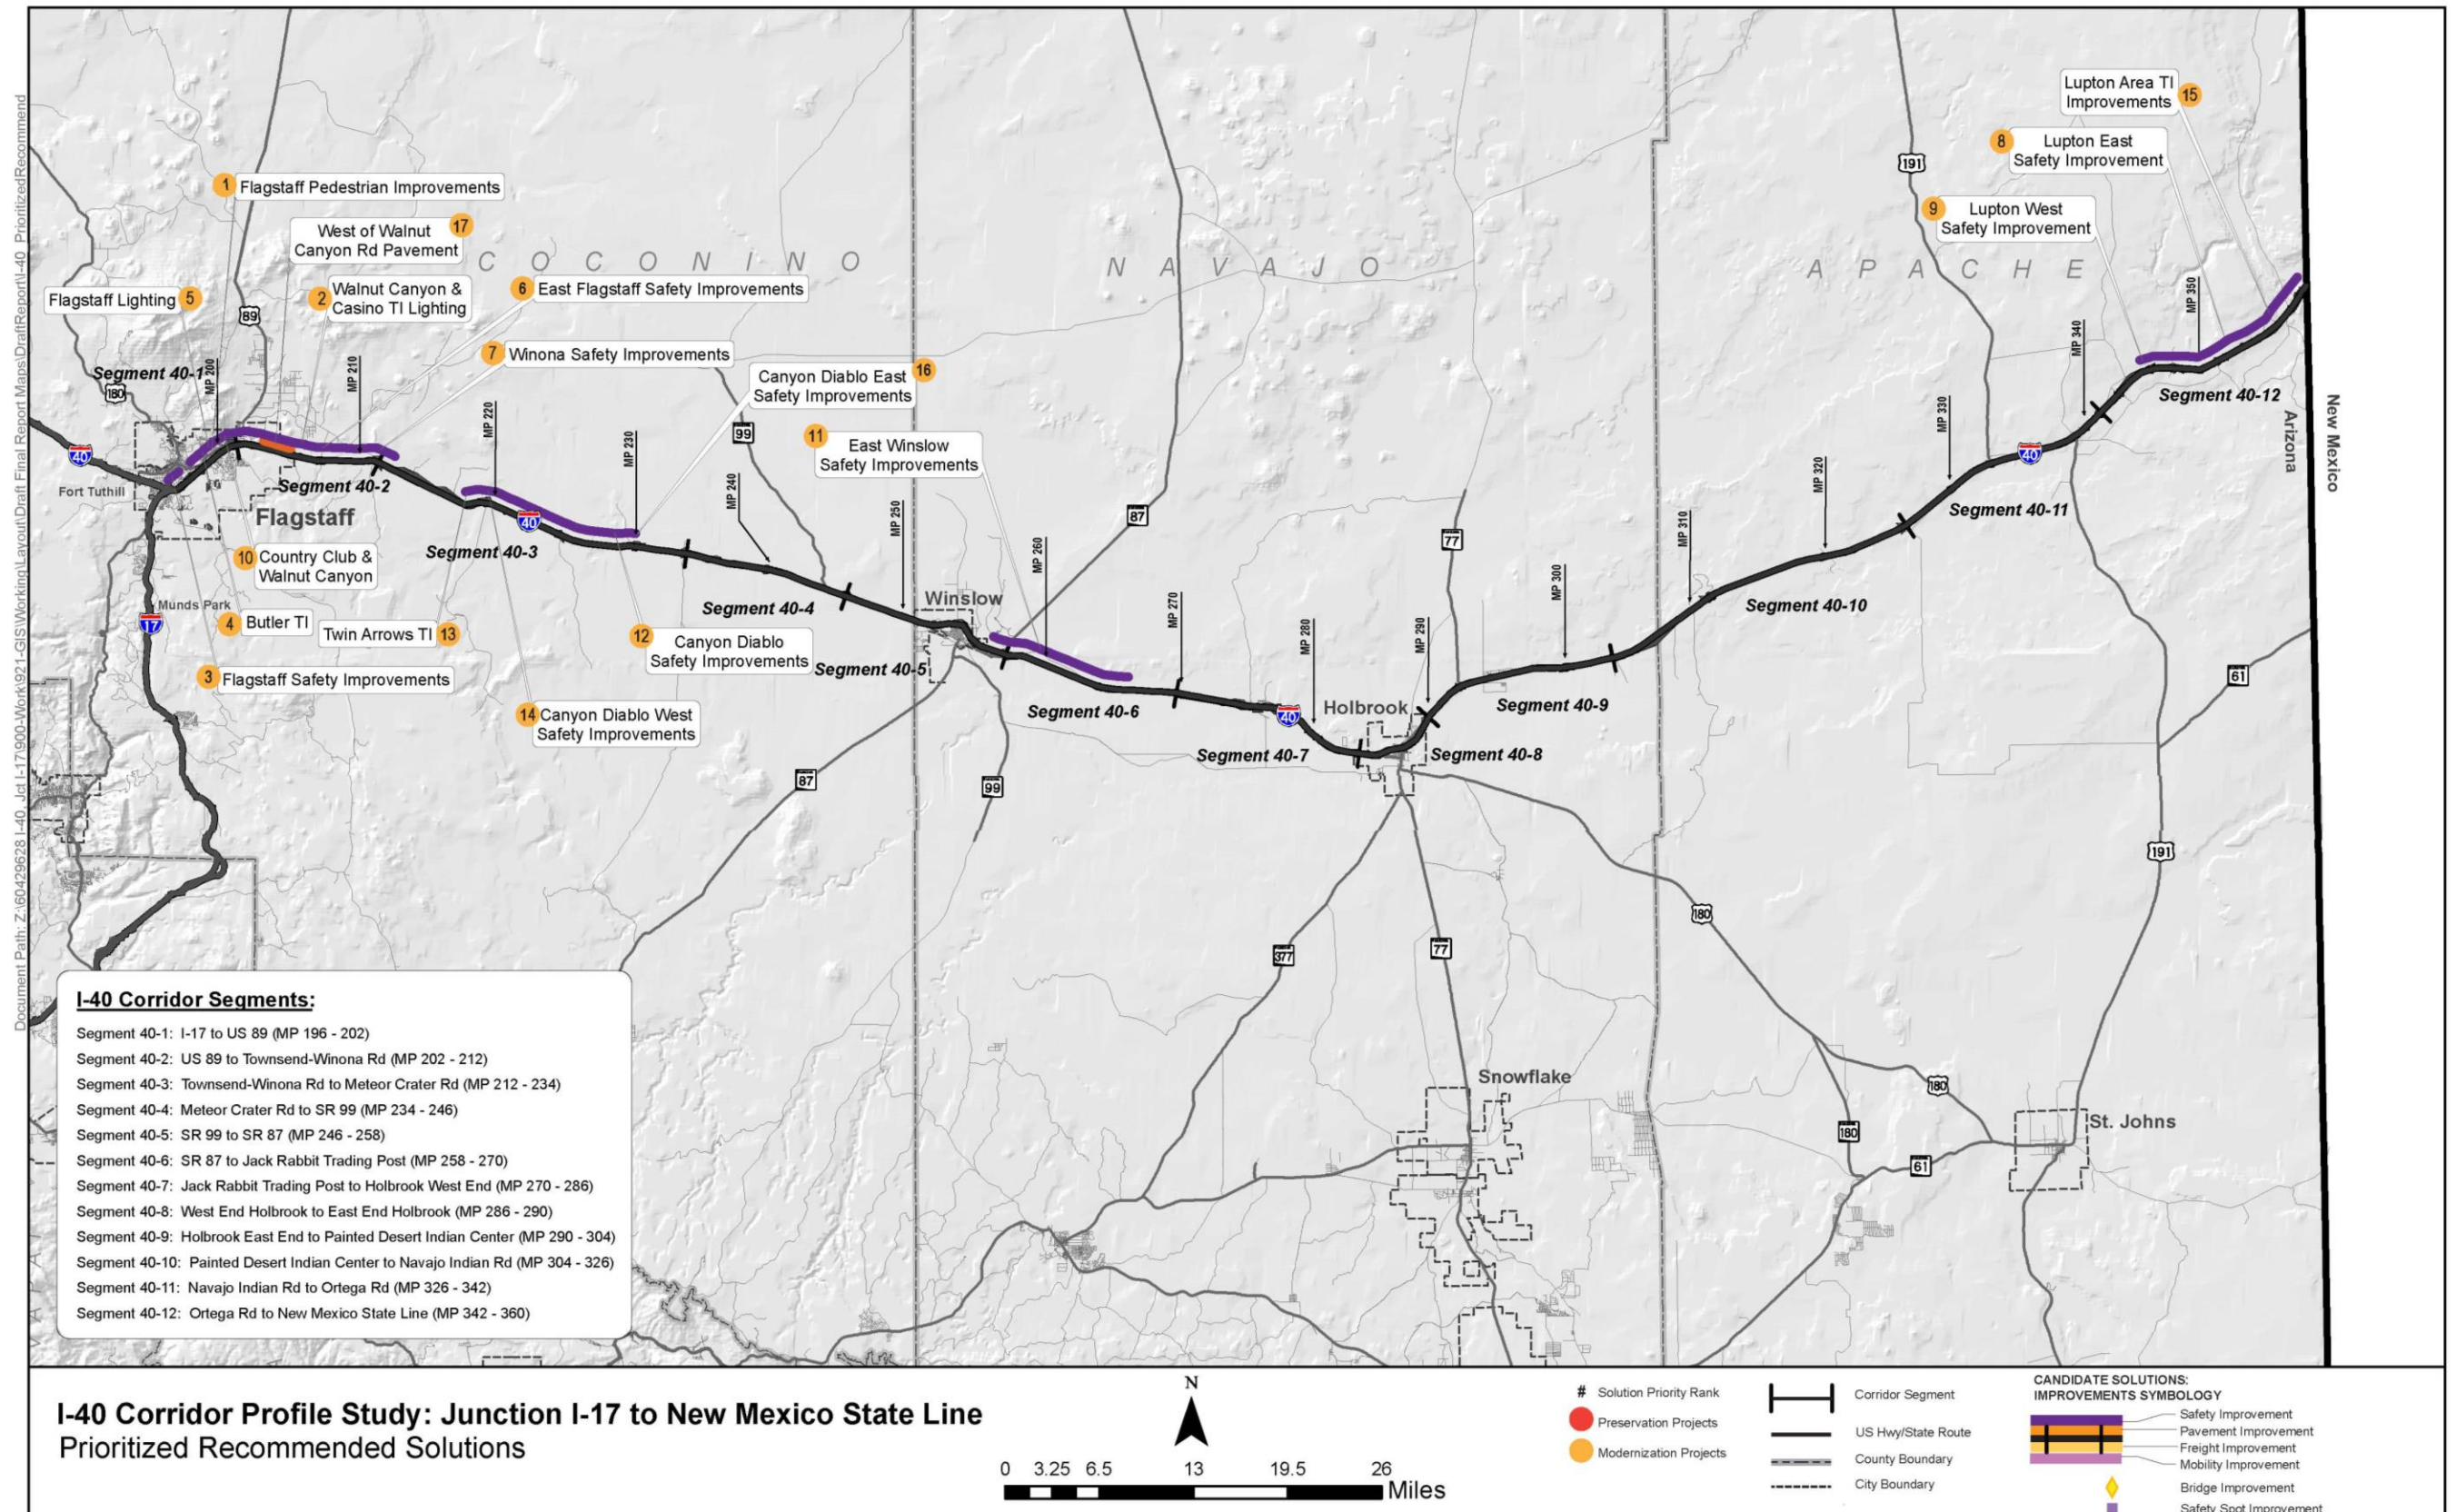 Document Path: Z:\60429628 I-40, Jct I-17\900-Work\921-GIS\Working\Layout\Draft Final Report Maps\DraftReport\I-40 PrioritizedRecommend
Lupton Area TI
Improvements
15
8
Lupton East
Safety Improvement
9
Lupton West
Safety Improvement
191
1
Flagstaff Pedestrian Improvements
West of Walnut
Canyon Rd Pavement
17
COCONINO
NAVAJO
APACHE
Flagstaff Lighting
5
2
Walnut Canyon &
Casino TI Lighting
6
East Flagstaff Safety Improvements
89
7
Winona Safety Improvements
Canyon Diablo East
Safety Improvements
16
11
East Winslow
Safety Improvements
Segment 40-1
180
MP 200
MP 210
MP 220
MP 230
MP 240
MP 250
MP 260
MP 270
MP 280
MP 290
MP 300
MP 310
MP 320
MP 330
MP 340
MP 350
40
Fort Tuthill
Segment 40-2
Flagstaff
Segment 40-3
40
99
87
77
Segment 40-12
Arizona
New Mexico
40
Segment 40-11
10
Country Club &
Walnut Canyon
Munds Park
17
4
Butler TI
Twin Arrows TI
13
3
Flagstaff Safety Improvements
12
Canyon Diablo
Safety Improvements
14
Canyon Diablo West
Safety Improvements
Segment 40-4
Winslow
Segment 40-5
Segment 40-6
40
Holbrook
Segment 40-7
Segment 40-8
Segment 40-9
Segment 40-10
61
87
99
191
180
377
77
Snowflake
180
180
61
St. Johns
I-40 Corridor Segments:
Segment 40-1: I-17 to US 89 (MP 196 - 202)
Segment 40-2: US 89 to Townsend-Winona Rd (MP 202 - 212)
Segment 40-3: Townsend-Winona Rd to Meteor Crater Rd (MP 212 - 234)
Segment 40-4: Meteor Crater Rd to SR 99 (MP 234 - 246)
Segment 40-5: SR 99 to SR 87 (MP 246 - 258)
Segment 40-6: SR 87 to Jack Rabbit Trading Post (MP 258 - 270)
Segment 40-7: Jack Rabbit Trading Post to Holbrook West End (MP 270 - 286)
Segment 40-8: West End Holbrook to East End Holbrook (MP 286 - 290)
Segment 40-9: Holbrook East End to Painted Desert Indian Center (MP 290 - 304)
Segment 40-10: Painted Desert Indian Center to Navajo Indian Rd (MP 304 - 326)
Segment 40-11: Navajo Indian Rd to Ortega Rd (MP 326 - 342)
Segment 40-12: Ortega Rd to New Mexico State Line (MP 342 - 360)
I-40 Corridor Profile Study: Junction I-17 to New Mexico State Line
Prioritized Recommended Solutions
N
0 3.25 6.5 13 19.5 26
Miles
# Solution Priority Rank
Preservation Projects
Modernization Projects
Corridor Segment
US Hwy/State Route
County Boundary
City Boundary
CANDIDATE SOLUTIONS:
IMPROVEMENTS SYMBOLOGY
Safety Improvement
Pavement Improvement
Freight Improvement
Mobility Improvement
Bridge Improvement
Safety Spot Improvement